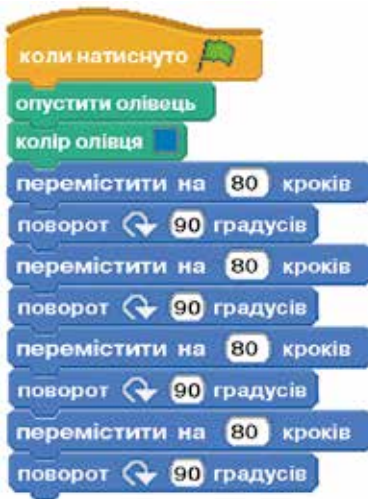 коли натиснуто
опустити олівець
колір олівця
перемістити на 80 кроків
поворот 90 градусів
перемістити на 80 кроків
поворот 90 градусів
перемістити на 80 кроків
поворот 90 градусів
перемістити на 80 кроків
поворот 90 градусів